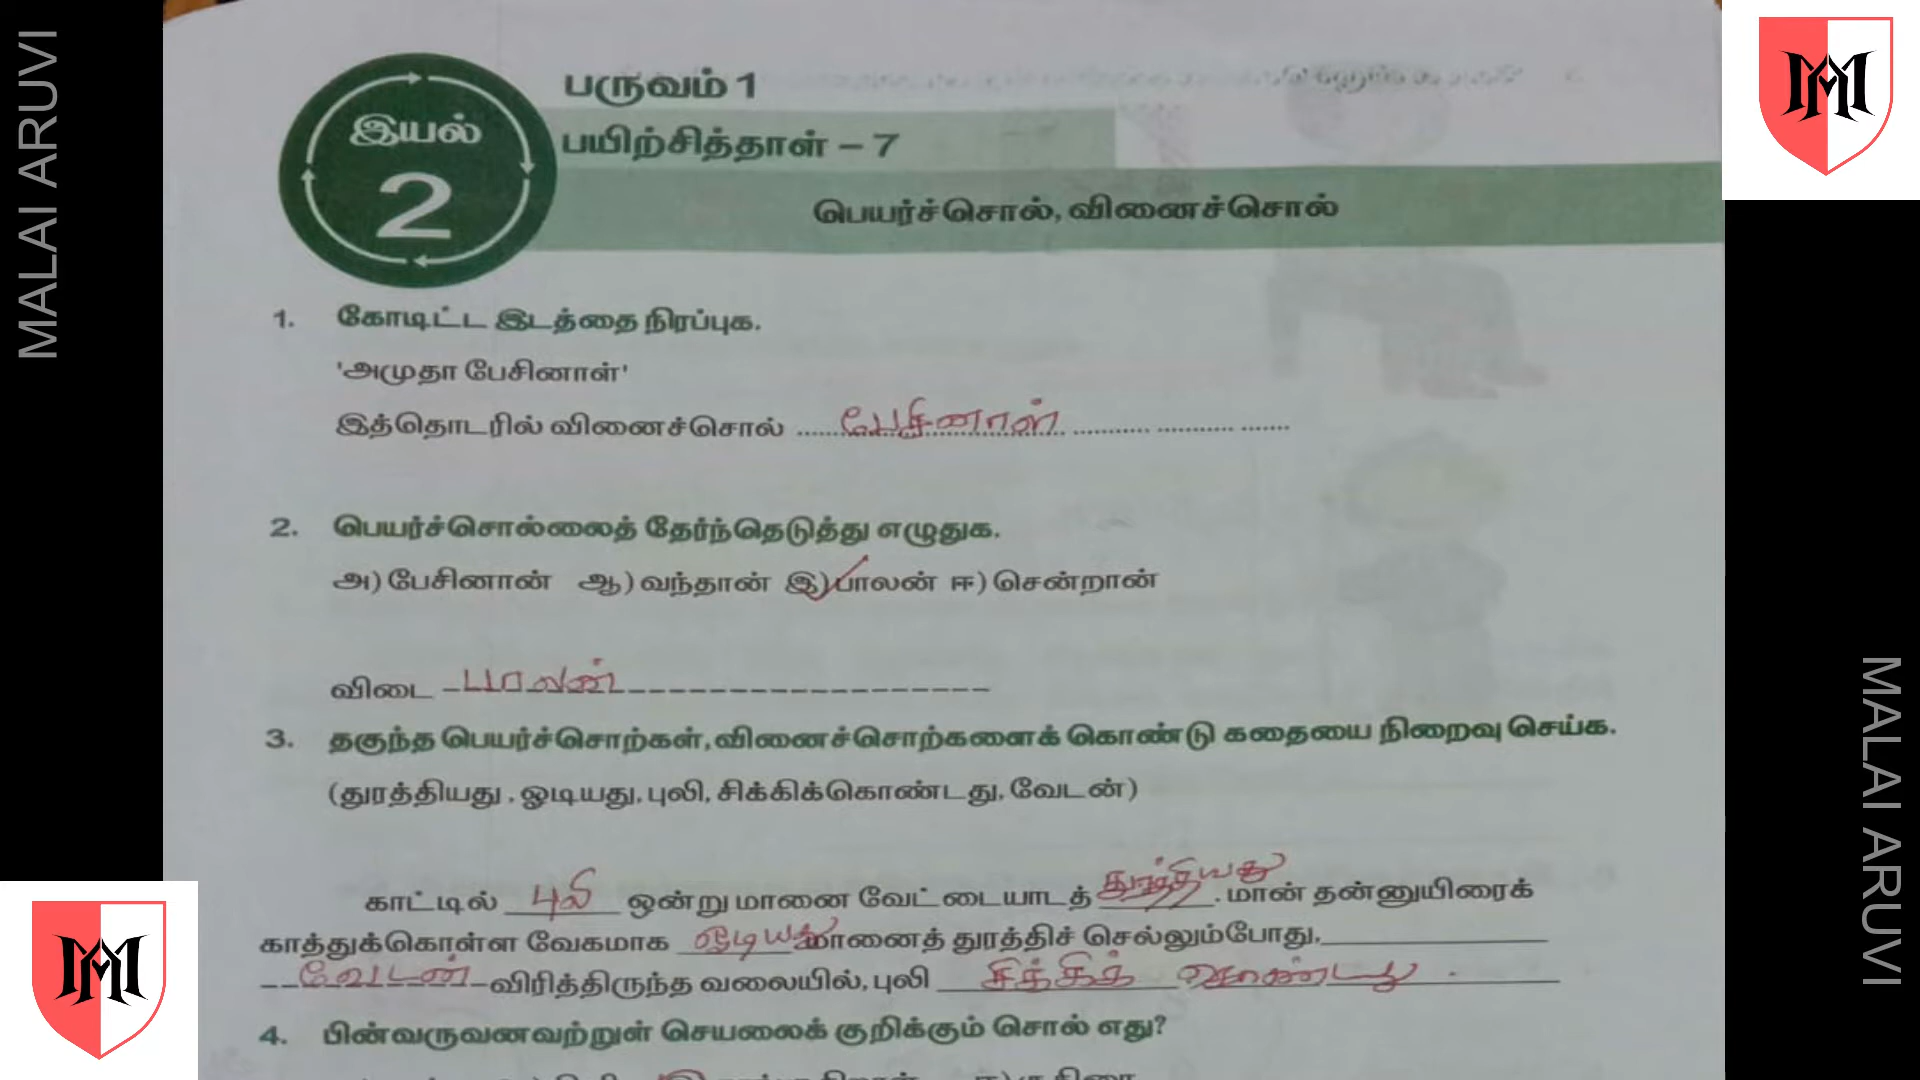 MALAI ARUVI
பருவம் 1
இயல்
2
பயிற்சித்தாள் – 7
பெயர்ச்சொல், வினைச்சொல்
1. கோடிட்ட இடத்தை நிரப்புக.
'அமுதா பேசினாள்'
இத்தொடரில் வினைச்சொல் பேசினாள்
2. பெயர்ச்சொல்லைத் தேர்ந்தெடுத்து எழுதுக.
அ) பேசினான் ஆ) வந்தான் இ) பாலன் ஈ) சென்றான்
விடை பாலன்
3. தகுந்த பெயர்ச்சொற்கள், வினைச்சொற்களைக் கொண்டு கதையை நிறைவு செய்க.
(துரத்தியது , ஓடியது, புலி, சிக்கிக்கொண்டது, வேடன்)
காட்டில் புலி ஒன்று மானை வேட்டையாடத் துரத்தியது. மான் தன்னுயிரைக்
காத்துக்கொள்ள வேகமாக ஓடியது மானைத் துரத்திச் செல்லும்போது,
வேடன் விரித்திருந்த வலையில், புலி சிக்கிக் கொண்டது .
4. பின்வருவனவற்றுள் செயலைக் குறிக்கும் சொல் எது?
MALAI ARUVI